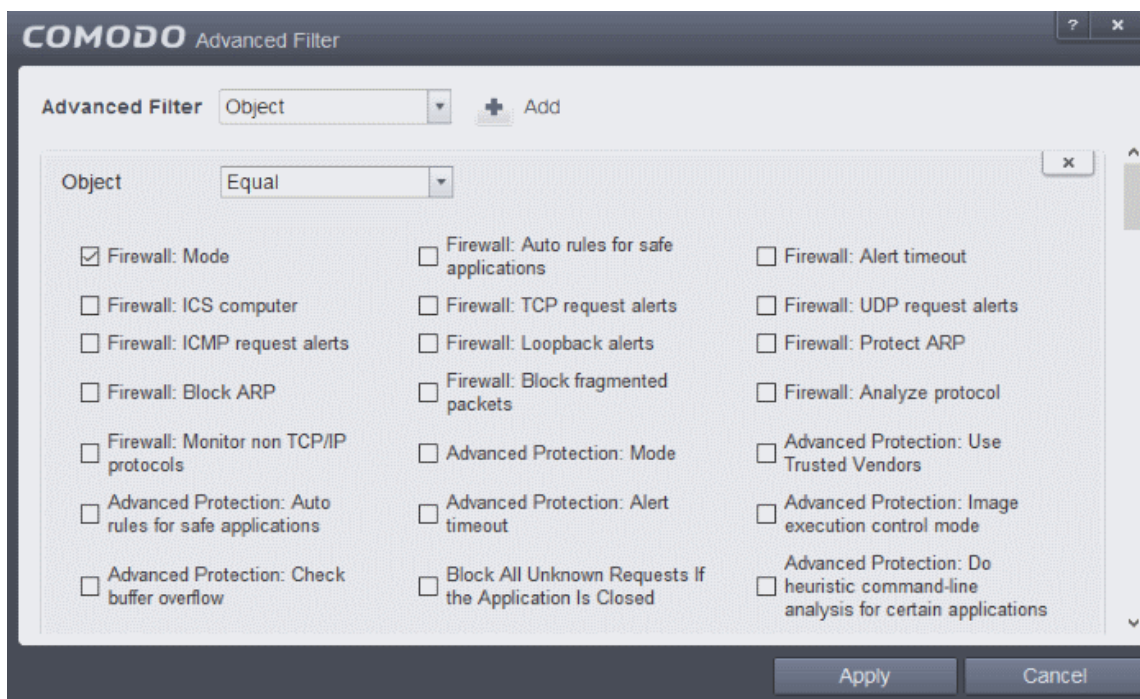 COMODO Advanced Filter ? ×
Advanced Filter Object + Add
×
Object Equal
Firewall: Mode
Firewall: Auto rules for safe
applications
Firewall: Alert timeout
Firewall: ICS computer
Firewall: TCP request alerts
Firewall: UDP request alerts
Firewall: ICMP request alerts
Firewall: Loopback alerts
Firewall: Protect ARP
Firewall: Block ARP
Firewall: Block fragmented
packets
Firewall: Analyze protocol
Firewall: Monitor non TCP/IP
protocols
Advanced Protection: Mode
Advanced Protection: Use
Trusted Vendors
Advanced Protection: Auto
rules for safe applications
Advanced Protection: Alert
timeout
Advanced Protection: Image
execution control mode
Advanced Protection: Check
buffer overflow
Block All Unknown Requests If
the Application Is Closed
Advanced Protection: Do
heuristic command-line
analysis for certain applications
Apply
Cancel